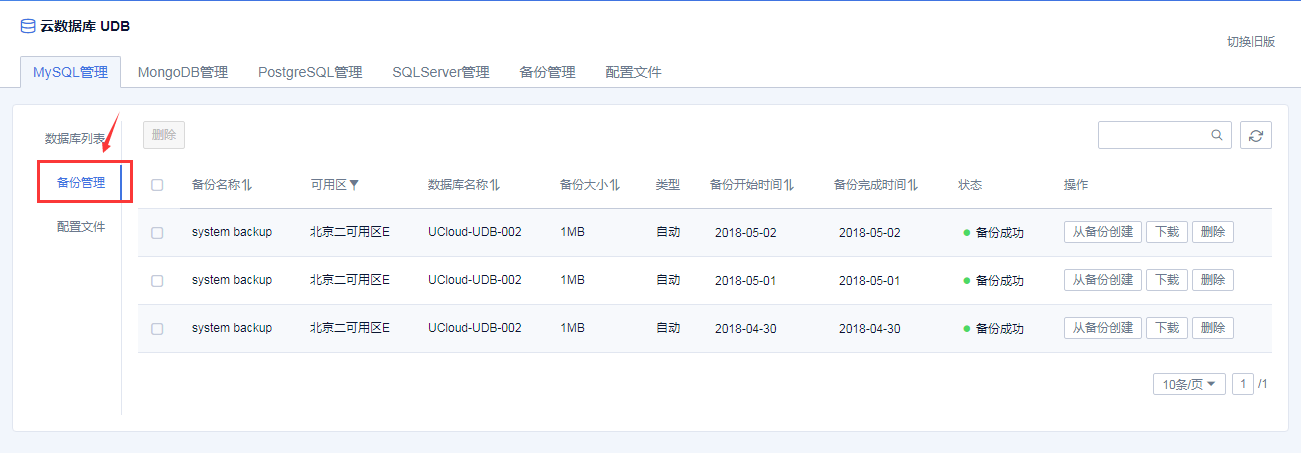 云数据库 UDB
切换旧版
MySQL管理 MongoDB管理 PostgreSQL管理 SQLServer管理 备份管理 配置文件
数据库列表
备份管理
配置文件
删除
备份名称 可用区 数据库名称 备份大小 类型 备份开始时间 备份完成时间 状态 操作
system backup 北京二可用区E UCloud-UDB-002 1MB 自动 2018-05-02 2018-05-02 备份成功 从备份创建 下载 删除
system backup 北京二可用区E UCloud-UDB-002 1MB 自动 2018-05-01 2018-05-01 备份成功 从备份创建 下载 删除
system backup 北京二可用区E UCloud-UDB-002 1MB 自动 2018-04-30 2018-04-30 备份成功 从备份创建 下载 删除
10条/页 1 /1